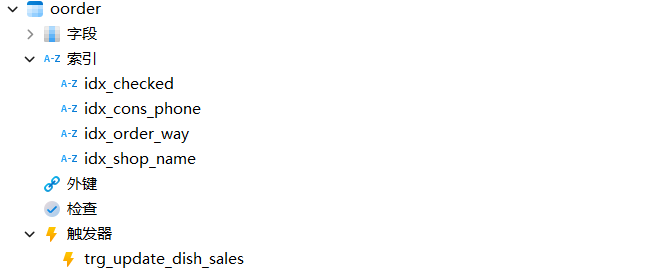 oorder
字段
A-Z 索引
A-Z idx_checked
A-Z idx_cons_phone
A-Z idx_order_way
A-Z idx_shop_name
外键
检查
触发器
trg_update_dish_sales